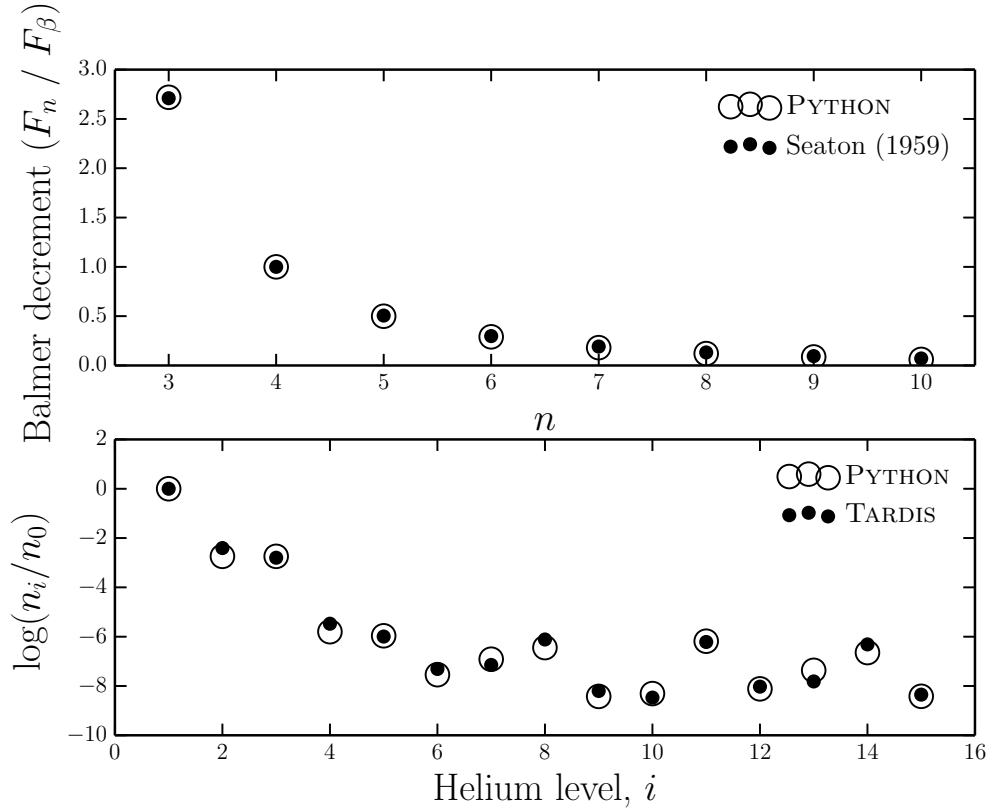 Balmer decrement (F_n / F_β)
3.0
2.5
2.0
1.5
1.0
0.5
0.0
PYTHON
Seaton (1959)
3 4 5 6 7 8 9 10
n
log(n_i/n_0)
2
0
−2
−4
−6
−8
−10
PYTHON
TARDIS
0 2 4 6 8 10 12 14 16
Helium level, i